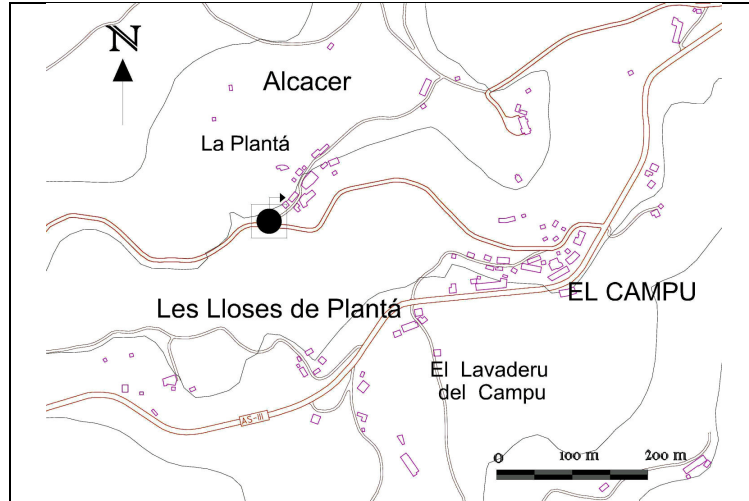 N
Alcacer
La Plantá
EL CAMPU
Les Lloses de Plantá
El Lavaderu
del Campu
AS-III
0 100 m 200 m